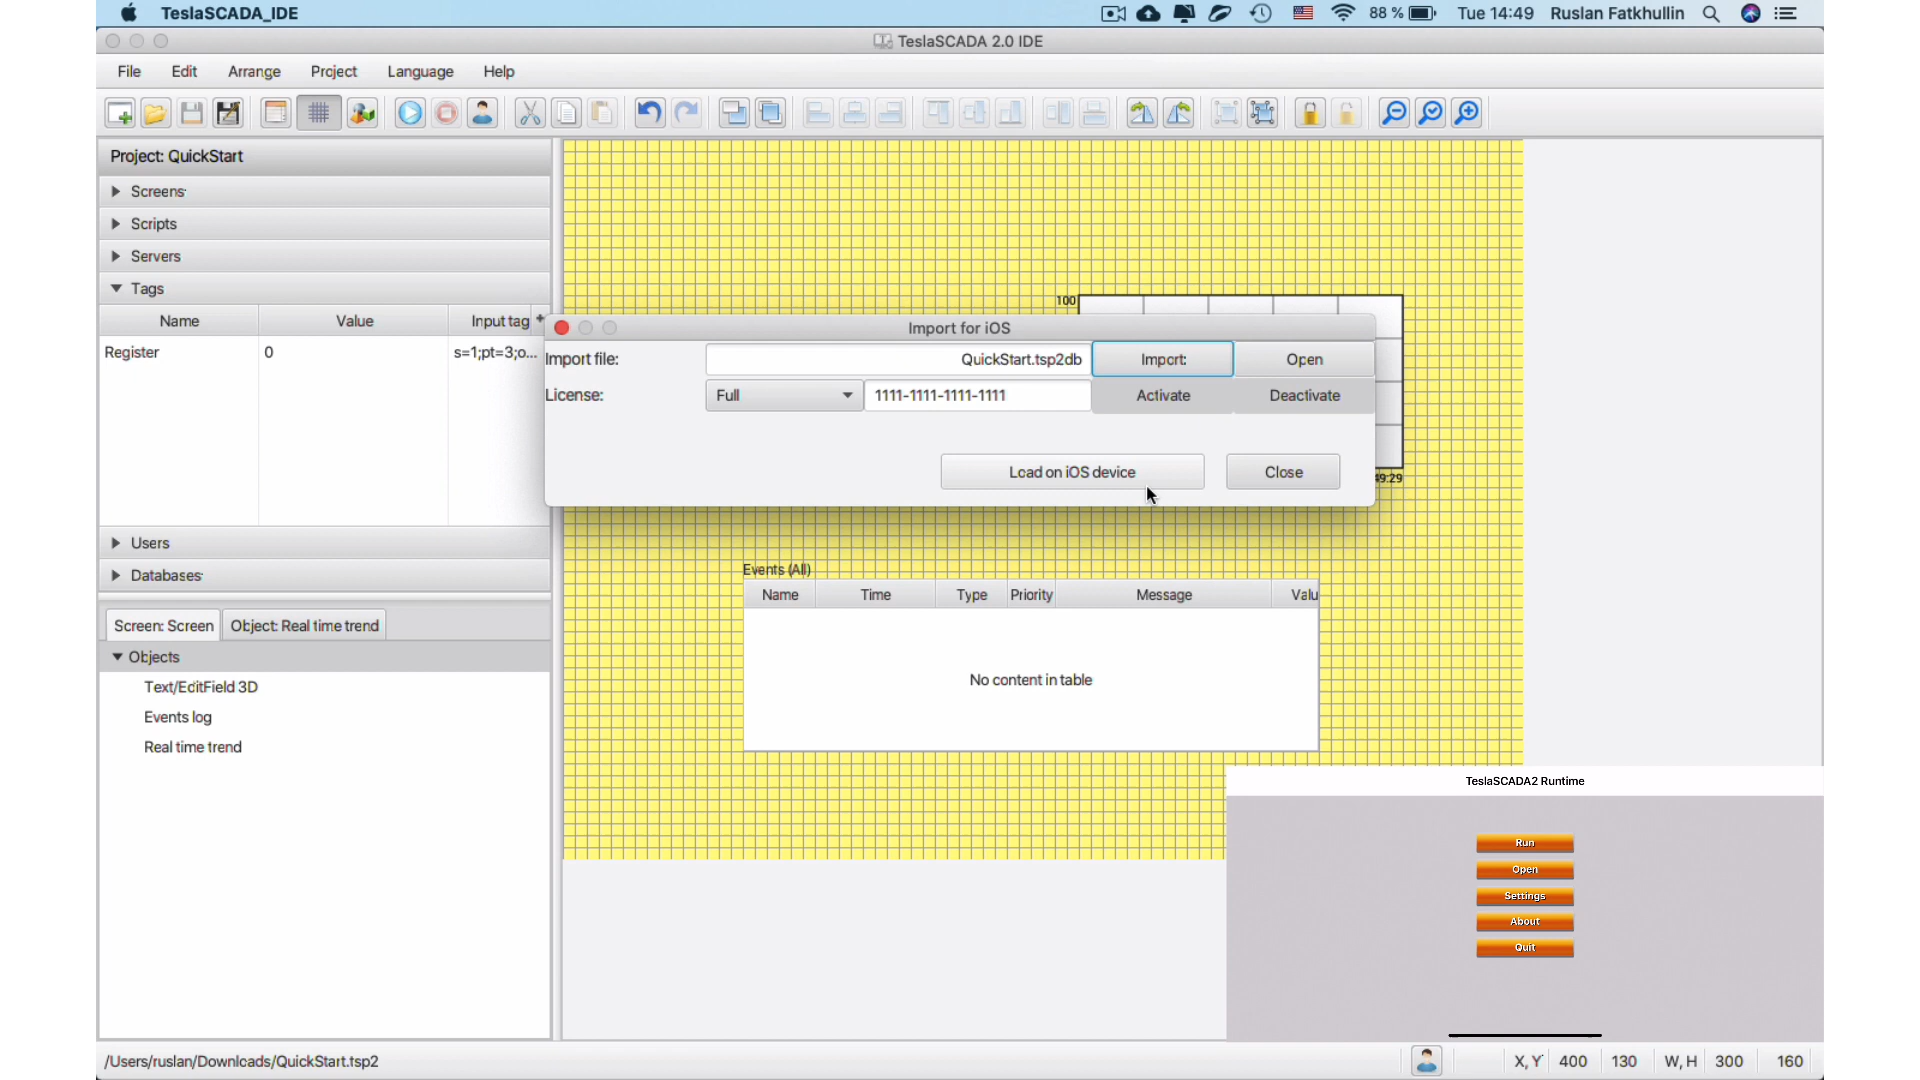 TeslaSCADA_IDE
88 %
Tue 14:49
Ruslan Fatkhullin
TeslaSCADA 2.0 IDE
File Edit Arrange Project Language Help
Project: QuickStart
Screens
Scripts
Servers
Tags
Name Value Input tag
Register 0 s=1;pt=3;o...
Users
Databases
Screen: Screen
Object: Real time trend
Objects
Text/EditField 3D
Events log
Real time trend
100
Import for iOS
Import file: QuickStart.tsp2db Import: Open
License: Full 1111-1111-1111-1111 Activate Deactivate
Load on iOS device Close
49:29
Events (All)
Name Time Type Priority Message Valu
No content in table
TeslaSCADA2 Runtime
Run
Open
Settings
About
Quit
/Users/ruslan/Downloads/QuickStart.tsp2
X, Y 400 130 W, H 300 160